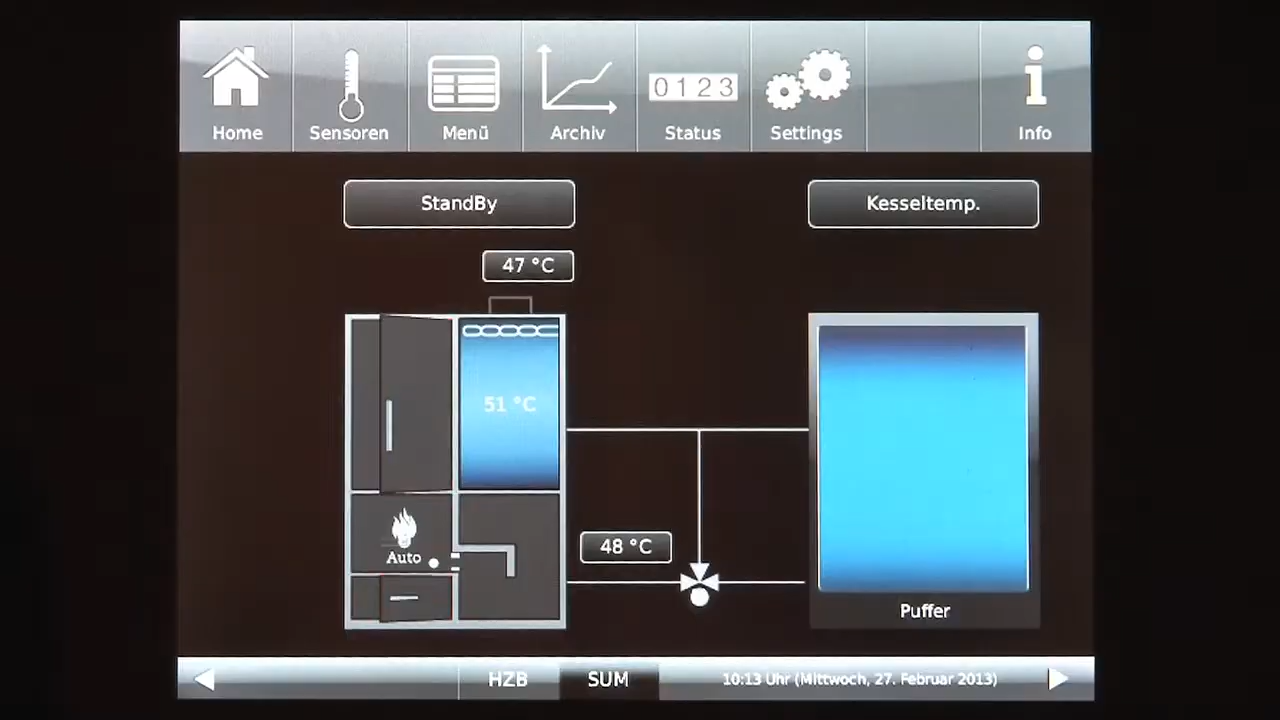 0123
Home
Sensoren
Menü
Archiv
Status
Settings
Info
StandBy
Kesseltemp.
47 °C
51 °C
48 °C
Auto
Puffer
HZB
SUM
10:13 Uhr (Mittwoch, 27. Februar 2013)